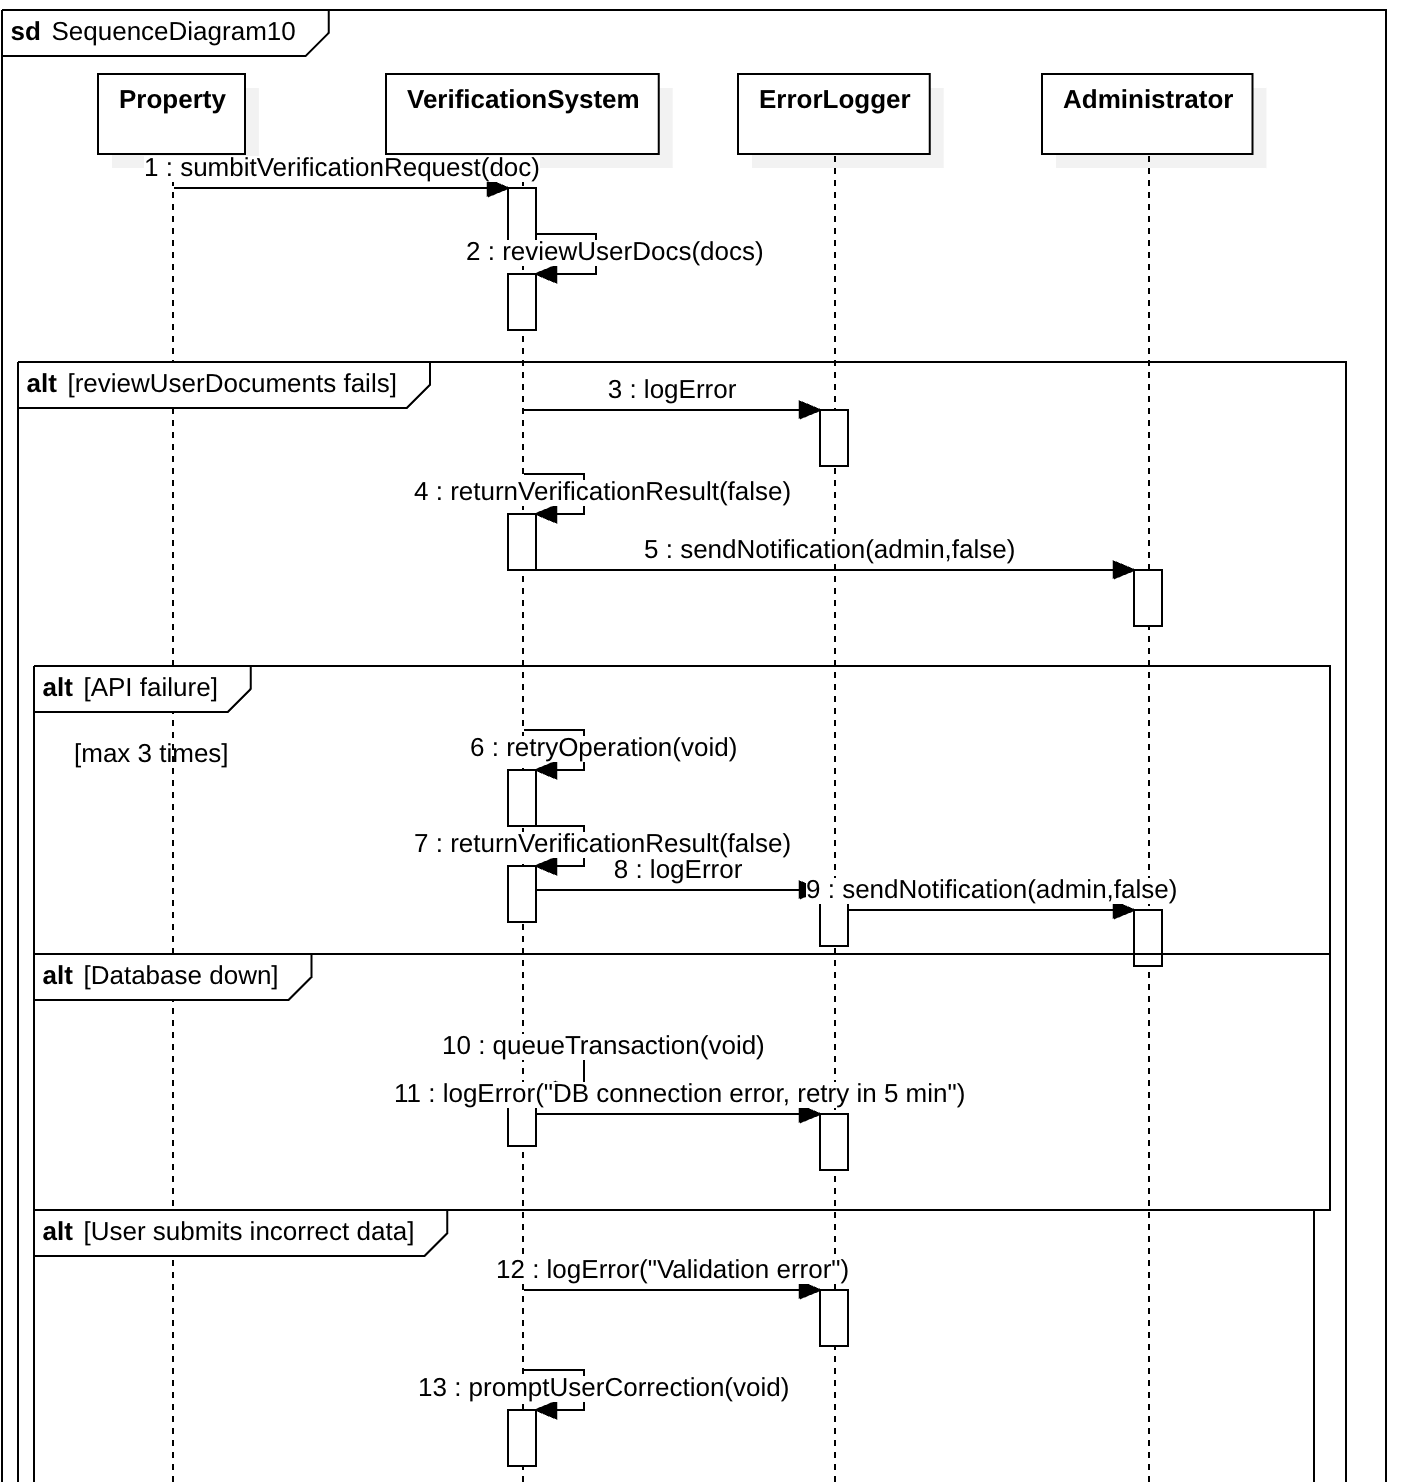 sd SequenceDiagram10
Property
VerificationSystem
ErrorLogger
Administrator
1 : sumbitVerificationRequest(doc)
2 : reviewUserDocs(docs)
alt [reviewUserDocuments fails]
3 : logError
4 : returnVerificationResult(false)
5 : sendNotification(admin,false)
alt [API failure]
[max 3 times]
6 : retryOperation(void)
7 : returnVerificationResult(false)
8 : logError
9 : sendNotification(admin,false)
alt [Database down]
10 : queueTransaction(void)
11 : logError("DB connection error, retry in 5 min")
alt [User submits incorrect data]
12 : logError("Validation error")
13 : promptUserCorrection(void)